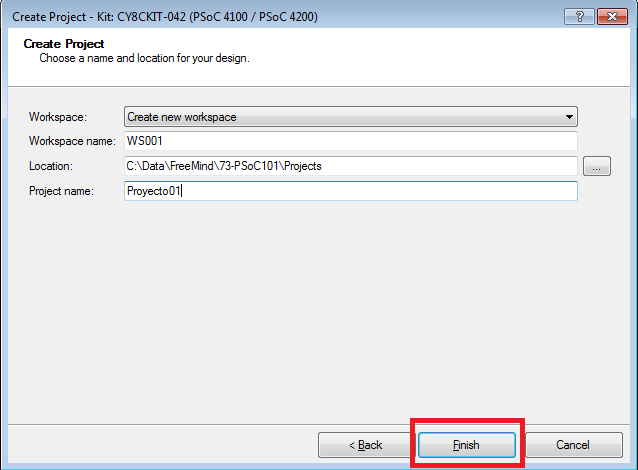 Create Project - Kit: CY8CKIT-042 (PSoC 4100 / PSoC 4200)
?
Create Project
Choose a name and location for your design.
Workspace: Create new workspace
Workspace name: WS001
Location: C:\Data\FreeMind\73-PSoC101\Projects ...
Project name: Proyecto01
< Back Finish Cancel